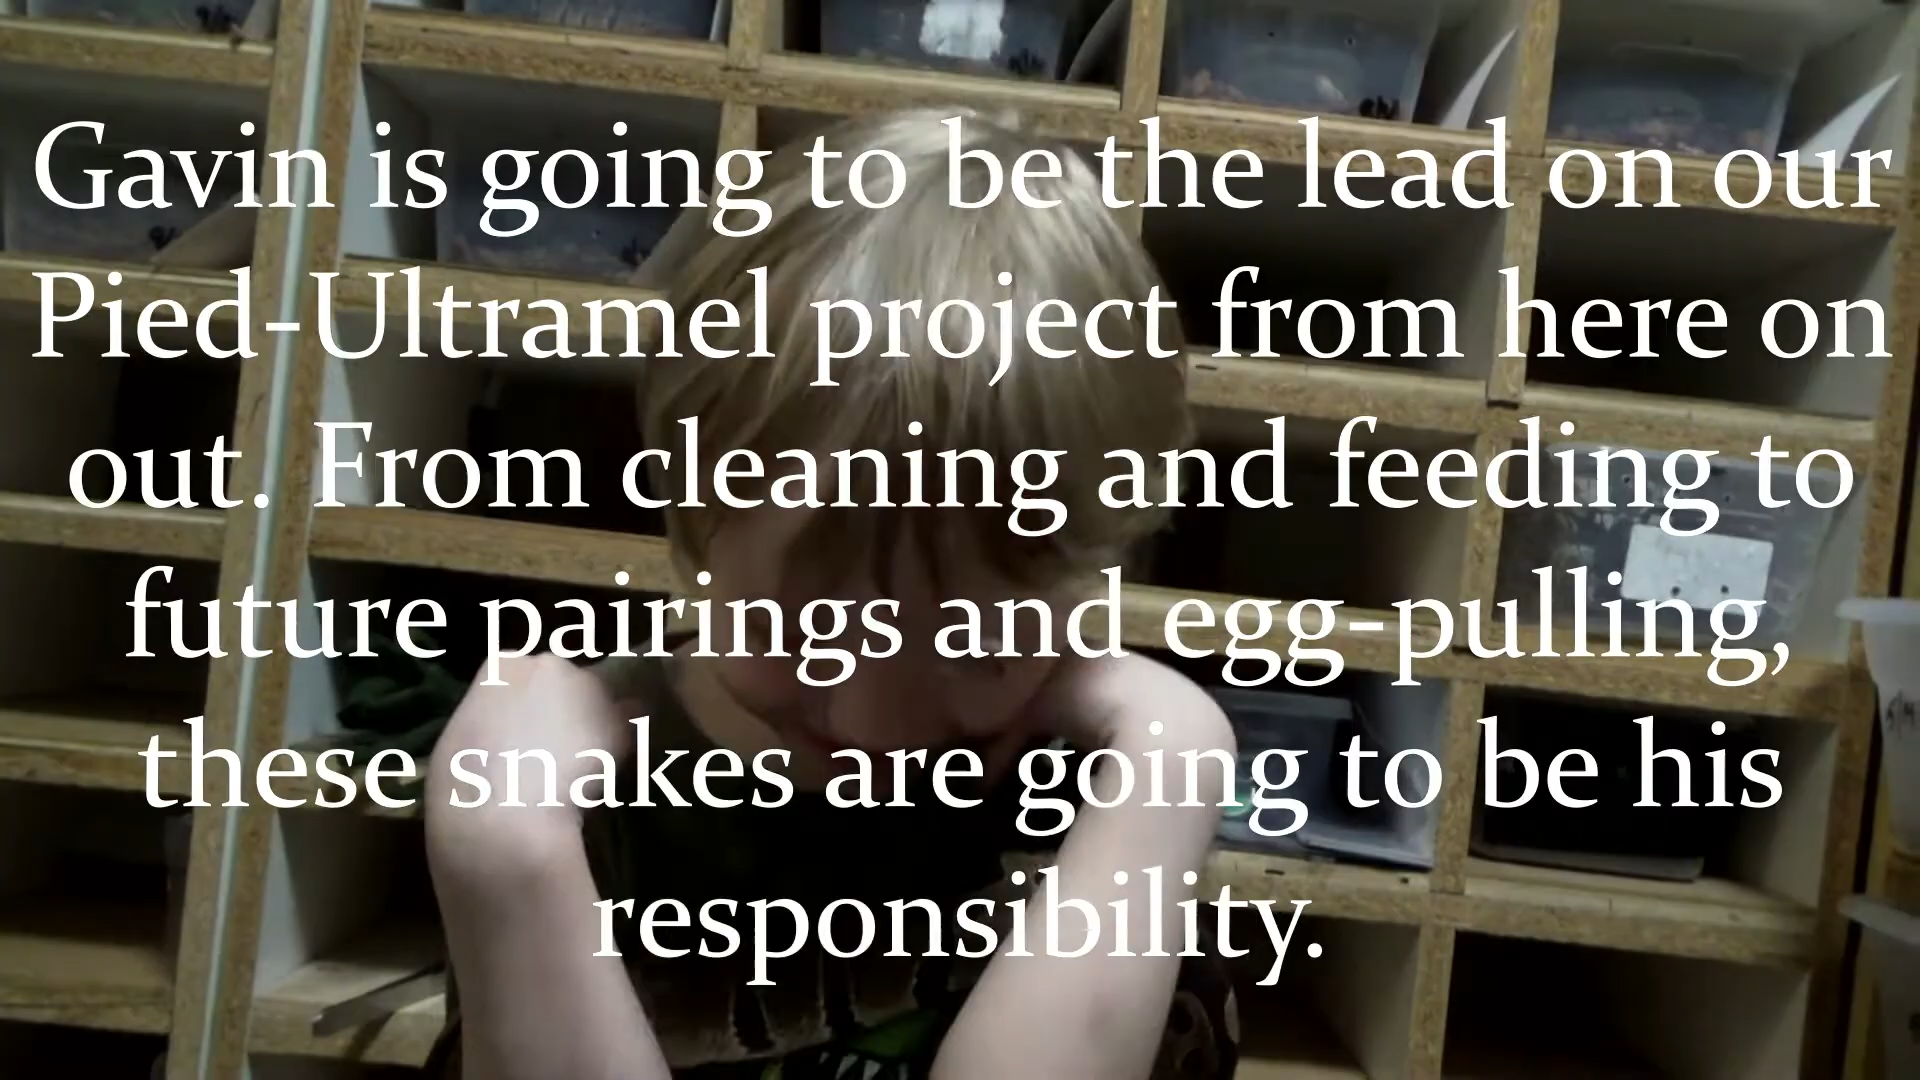 Gavin is going to be the lead on our
Pied-Ultramel project from here on
out. From cleaning and feeding to
future pairings and egg-pulling,
these snakes are going to be his
responsibility.